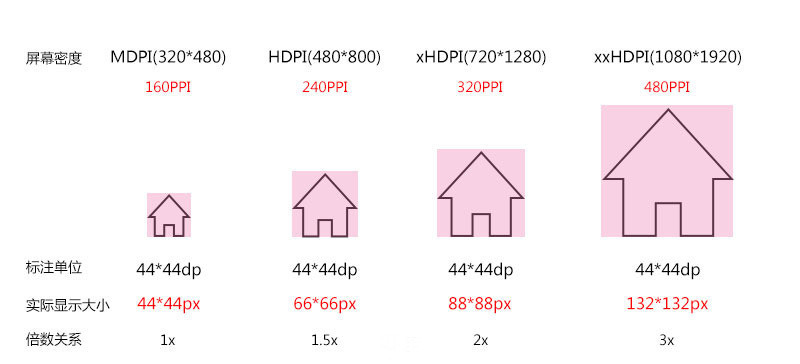 屏幕密度 MDPI(320*480) HDPI(480*800) xHDPI(720*1280) xxHDPI(1080*1920)
160PPI 240PPI 320PPI 480PPI
标注单位 44*44dp 44*44dp 44*44dp 44*44dp
实际显示大小 44*44px 66*66px 88*88px 132*132px
倍数关系 1x 1.5x 2x 3x